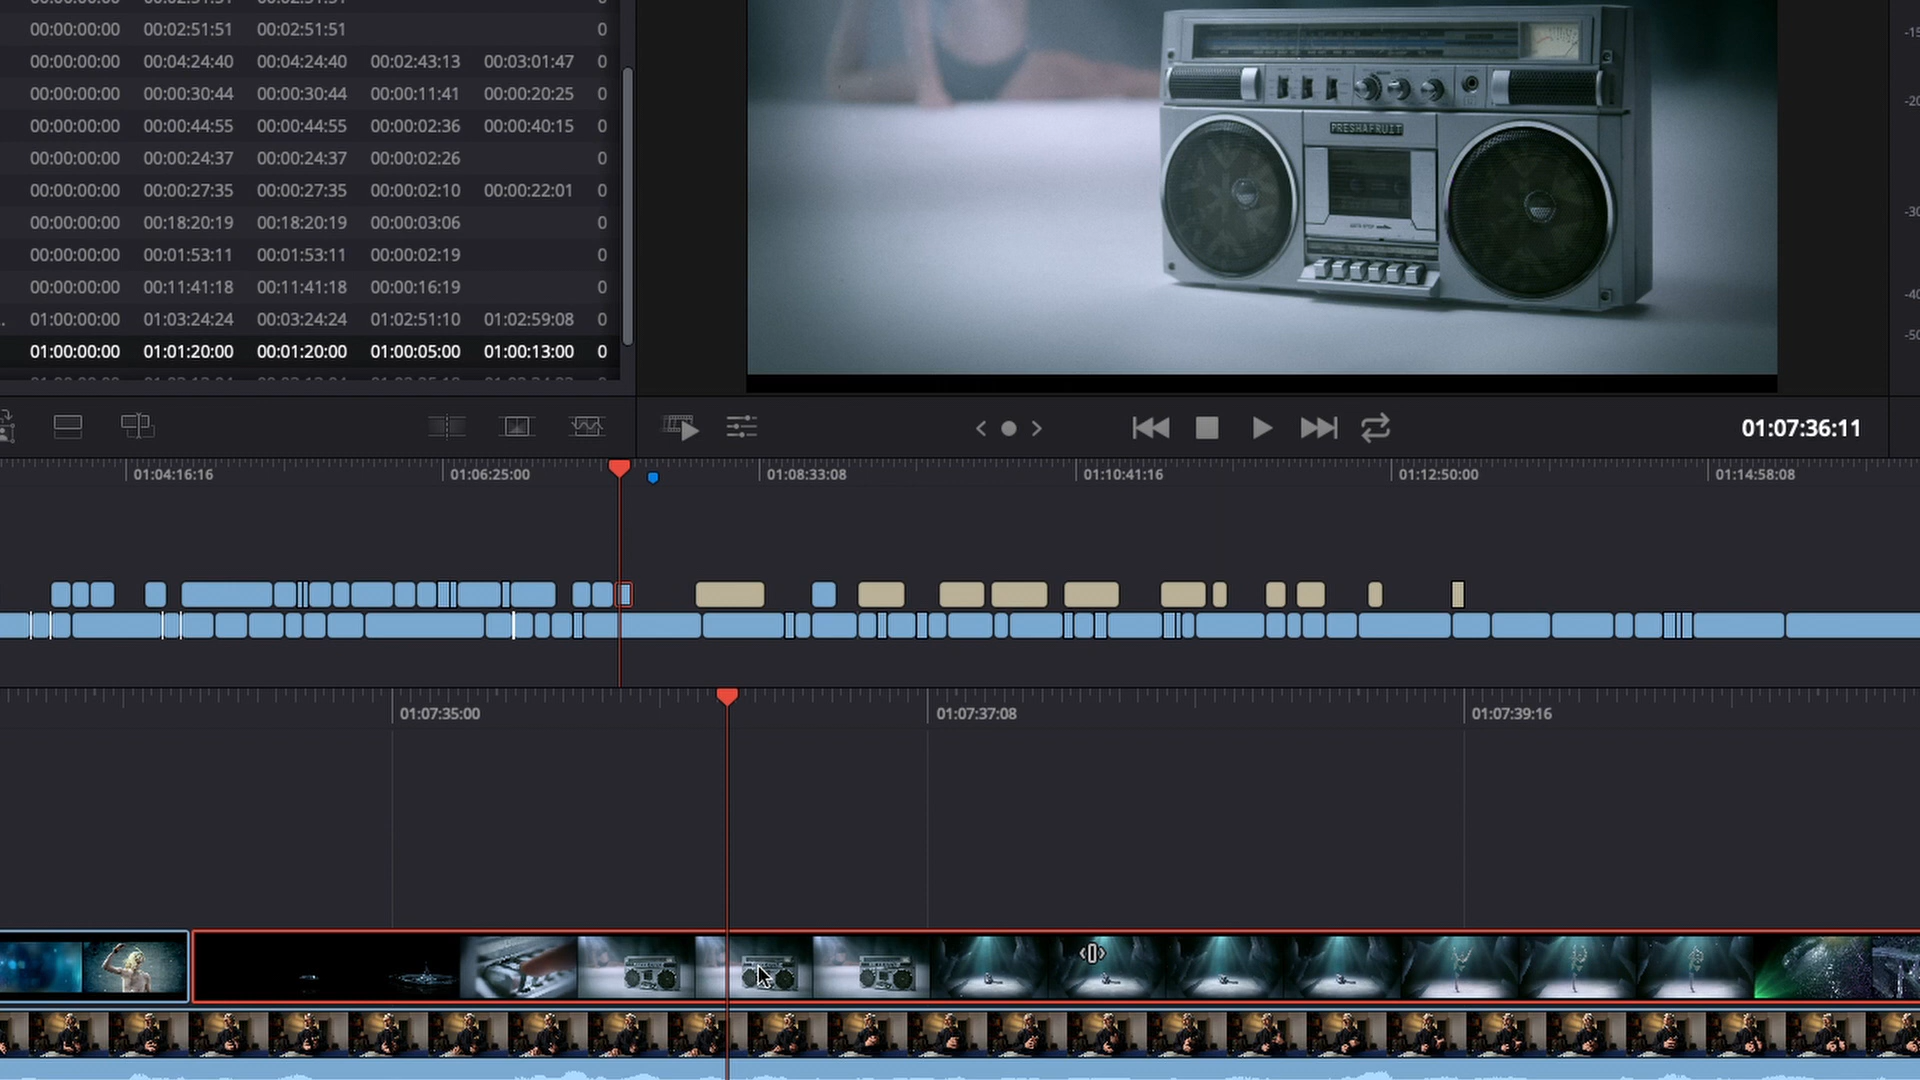 00:00:00:00 00:02:51:51 00:02:51:51 0
00:00:00:00 00:04:24:40 00:04:24:40 00:02:43:13 00:03:01:47 0
00:00:00:00 00:00:30:44 00:00:30:44 00:00:11:41 00:00:20:25 0
00:00:00:00 00:00:44:55 00:00:44:55 00:00:02:36 00:00:40:15 0
00:00:00:00 00:00:24:37 00:00:24:37 00:00:02:26 0
00:00:00:00 00:00:27:35 00:00:27:35 00:00:02:10 00:00:22:01 0
00:00:00:00 00:18:20:19 00:18:20:19 00:00:03:06 0
00:00:00:00 00:01:53:11 00:01:53:11 00:00:02:19 0
00:00:00:00 00:11:41:18 00:11:41:18 00:00:16:19 0
01:00:00:00 01:03:24:24 00:03:24:24 01:02:51:10 01:02:59:08 0
01:00:00:00 01:01:20:00 00:01:20:00 01:00:05:00 01:00:13:00 0
PRESHAFRUIT
-15
-20
-30
-40
-50
01:07:36:11
01:04:16:16 01:06:25:00 01:08:33:08 01:10:41:16 01:12:50:00 01:14:58:08
01:07:35:00 01:07:37:08 01:07:39:16